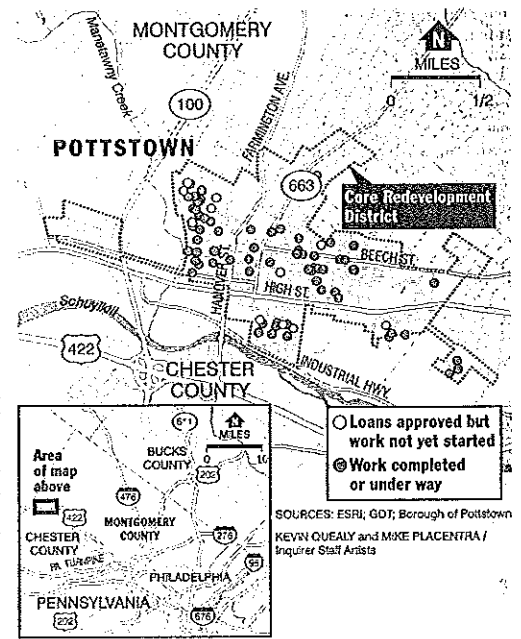 MONTGOMERY
COUNTY
Manatawny Creek
100
FARMINGTON AVE.
N
MILES
0 1/2
POTTSTOWN
663
Core Redevelopment
District
BEECH ST.
HIGH ST.
HANOVER ST.
Schuylkill
422
CHESTER
COUNTY
INDUSTRIAL HWY.
Loans approved but
work not yet started
Work completed
or under way
SOURCES: ESRI; GDT; Borough of Pottstown
KEVIN QUEALY and MIKE PLACENTRA /
Inquirer Staff Artists
Area
of map
above
BUCKS
COUNTY
N
MILES
0 10
202
476
422
MONTGOMERY
COUNTY
276
CHESTER
COUNTY
PA. TURNPIKE
95
PHILADELPHIA
PENNSYLVANIA
202
676